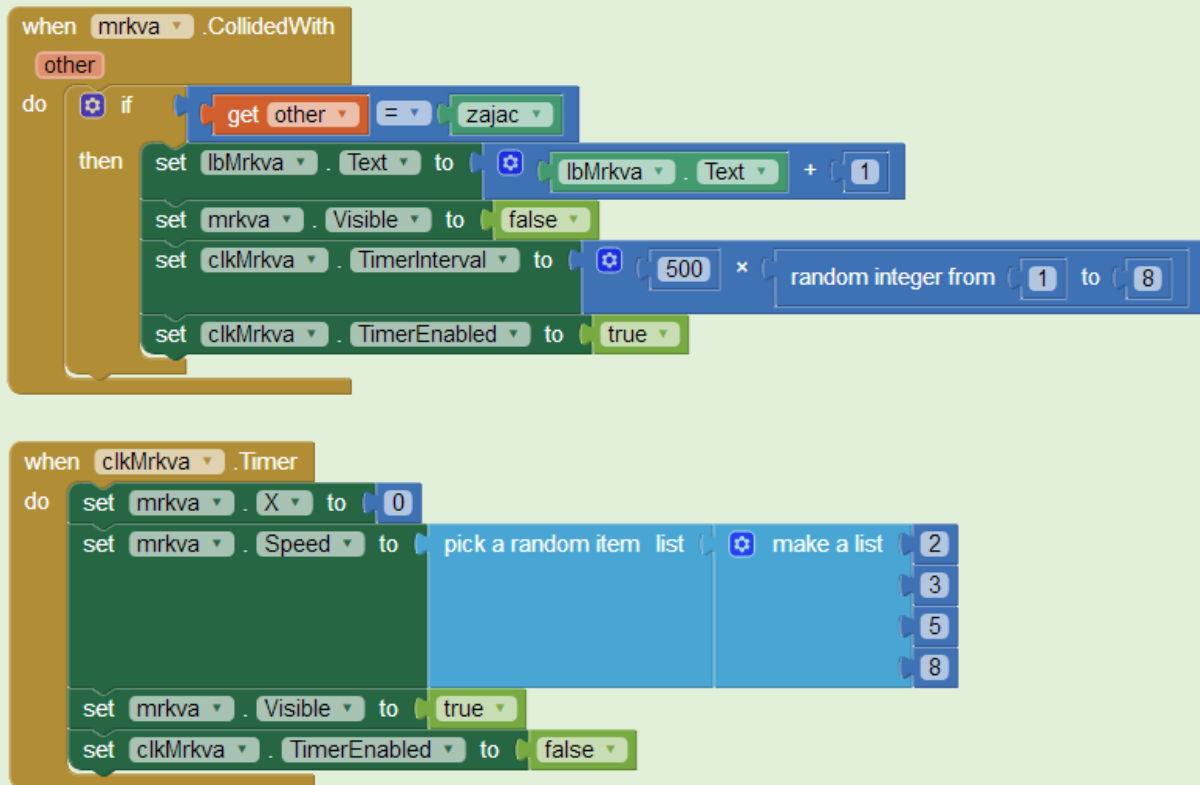 when mrkva .CollidedWith
other
do if get other = zajac
then set lbMrkva . Text to lbMrkva . Text + 1
set mrkva . Visible to false
set clkMrkva . TimerInterval to 500 × random integer from 1 to 8
set clkMrkva . TimerEnabled to true
when clkMrkva .Timer
do set mrkva . X to 0
set mrkva . Speed to pick a random item list make a list 2
3
5
8
set mrkva . Visible to true
set clkMrkva . TimerEnabled to false